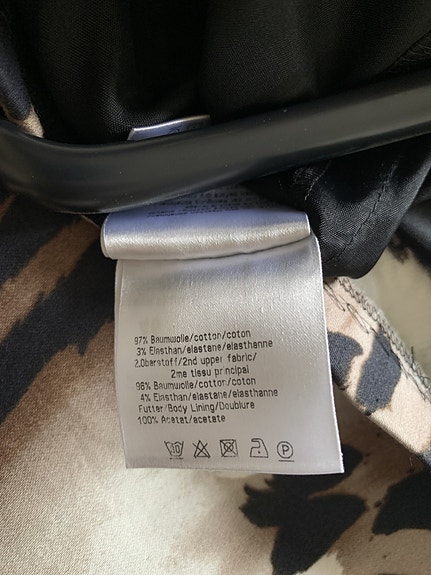 97% Baumwolle/cotton/coton
3% Elasthan/elastane/elasthanne
2.Oberstoff/2nd upper fabric/
2me tissu principal
96% Baumwolle/cotton/coton
4% Elasthan/elastane/elasthanne
Futter/Body Lining/Doublure
100% Acetat/acetate
P